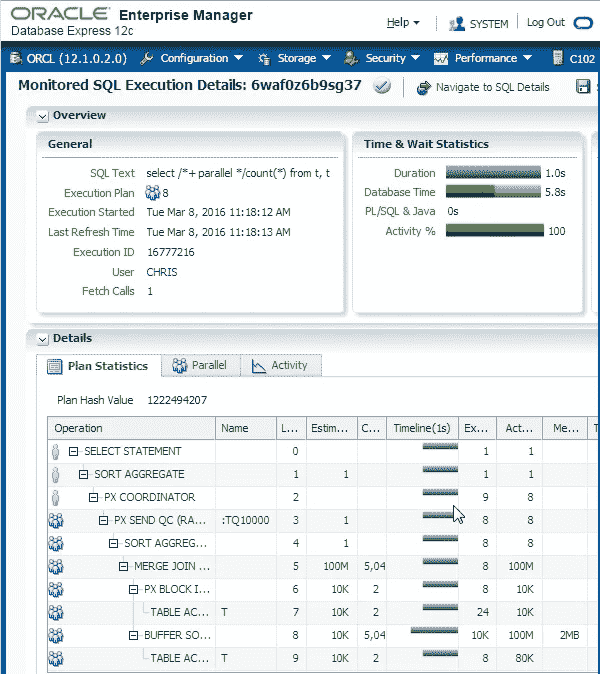 ORACLE Enterprise Manager
Database Express 12c
Help SYSTEM Log Out
ORCL (12.1.0.2.0) Configuration Storage Security Performance C102
Monitored SQL Execution Details: 6waf0z6b9sg37 Navigate to SQL Details
Overview
General
SQL Text select /*+ parallel */count(*) from t, t
Execution Plan 8
Execution Started Tue Mar 8, 2016 11:18:12 AM
Last Refresh Time Tue Mar 8, 2016 11:18:13 AM
Execution ID 16777216
User CHRIS
Fetch Calls 1
Time & Wait Statistics
Duration 1.0s
Database Time 5.8s
PL/SQL & Java 0s
Activity % 100
Details
Plan Statistics Parallel Activity
Plan Hash Value 1222494207
Operation Name L... Estim... C... Timeline(1s) Ex... Act... Me... T
SELECT STATEMENT 0 1 1
SORT AGGREGATE 1 1 1 1
PX COORDINATOR 2 9 8
PX SEND QC (RA... :TQ10000 3 1 8 8
SORT AGGREG... 4 1 8 8
MERGE JOIN ... 5 100M 5,04 8 100M
PX BLOCK I... 6 10K 2 8 10K
TABLE AC... T 7 10K 2 24 10K
BUFFER SO... 8 10K 5,04 10K 100M 2MB
TABLE AC... T 9 10K 2 8 80K